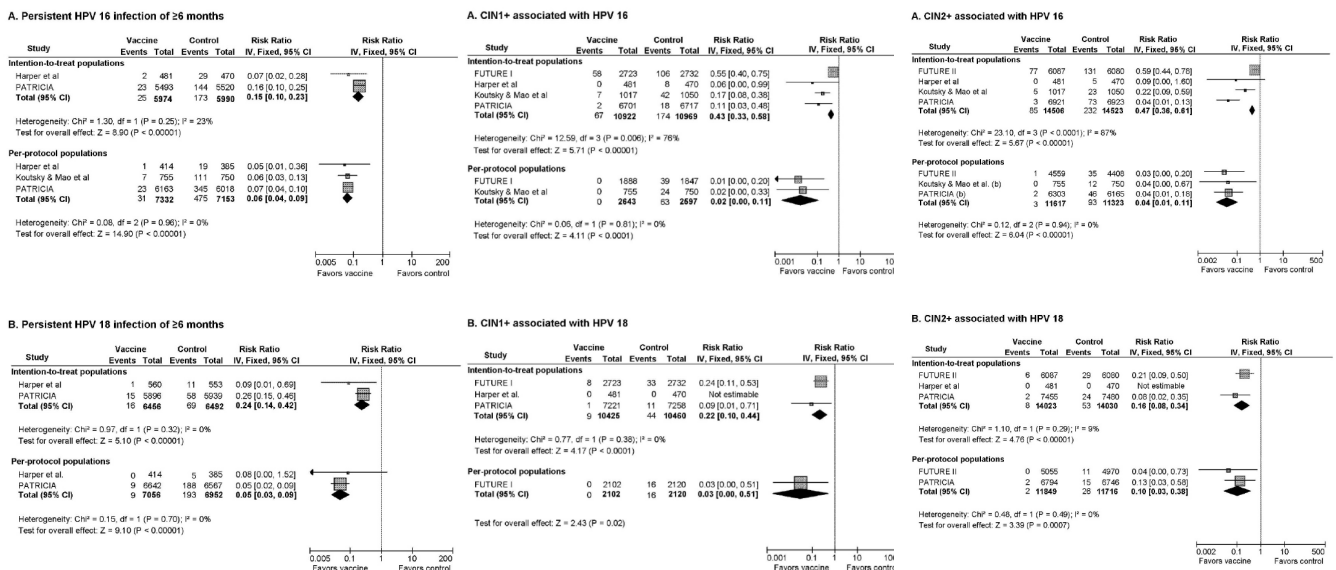 A. Persistent HPV 16 infection of ≥6 months
Vaccine Control Risk Ratio Risk Ratio
Study Events Total Events Total IV, Fixed, 95% CI IV, Fixed, 95% CI
Intention-to-treat populations
Harper et al 2 481 29 470 0.07 [0.02, 0.28]
PATRICIA 23 5493 144 5520 0.16 [0.10, 0.25]
Total (95% CI) 25 5974 173 5990 0.15 [0.10, 0.23]
Heterogeneity: Chi² = 1.30, df = 1 (P = 0.25); I² = 23%
Test for overall effect: Z = 8.90 (P < 0.00001)
Per-protocol populations
Harper et al 1 414 19 385 0.05 [0.01, 0.36]
Koutsky & Mao et al 7 755 111 750 0.06 [0.03, 0.13]
PATRICIA 23 6163 345 6018 0.07 [0.04, 0.10]
Total (95% CI) 31 7332 475 7153 0.06 [0.04, 0.09]
Heterogeneity: Chi² = 0.08, df = 2 (P = 0.96); I² = 0%
Test for overall effect: Z = 14.90 (P < 0.00001)
0.005 0.1 1 10 200
Favors vaccine Favors control
A. CIN1+ associated with HPV 16
Vaccine Control Risk Ratio Risk Ratio
Study Events Total Events Total IV, Fixed, 95% CI IV, Fixed, 95% CI
Intention-to-treat populations
FUTURE I 58 2723 106 2732 0.55 [0.40, 0.75]
Harper et al 0 481 8 470 0.06 [0.00, 0.99]
Koutsky & Mao et al 7 1017 42 1050 0.17 [0.08, 0.38]
PATRICIA 2 6701 18 6717 0.11 [0.03, 0.48]
Total (95% CI) 67 10922 174 10969 0.43 [0.33, 0.58]
Heterogeneity: Chi² = 12.59, df = 3 (P = 0.006); I² = 76%
Test for overall effect: Z = 5.71 (P < 0.00001)
Per-protocol populations
FUTURE I 0 1888 39 1847 0.01 [0.00, 0.20]
Koutsky & Mao et al 0 755 24 750 0.02 [0.00, 0.33]
Total (95% CI) 0 2643 63 2597 0.02 [0.00, 0.11]
Heterogeneity: Chi² = 0.06, df = 1 (P = 0.81); I² = 0%
Test for overall effect: Z = 4.11 (P < 0.0001)
0.005 0.1 1 10
Favors vaccine Favors control
A. CIN2+ associated with HPV 16
Vaccine Control Risk Ratio Risk Ratio
Study Events Total Events Total IV, Fixed, 95% CI IV, Fixed, 95% CI
Intention-to-treat populations
FUTURE II 77 6087 131 6080 0.59 [0.44, 0.78]
Harper et al 0 481 5 470 0.09 [0.00, 1.60]
Koutsky & Mao et al 5 1017 23 1050 0.22 [0.09, 0.59]
PATRICIA 3 6921 73 6923 0.04 [0.01, 0.13]
Total (95% CI) 85 14506 232 14523 0.47 [0.36, 0.61]
Heterogeneity: Chi² = 23.10, df = 3 (P < 0.0001); I² = 87%
Test for overall effect: Z = 5.67 (P < 0.00001)
Per-protocol populations
FUTURE II 1 4559 35 4408 0.03 [0.00, 0.20]
Koutsky & Mao et al. (b) 0 755 12 750 0.04 [0.00, 0.67]
PATRICIA (b) 2 6303 46 6165 0.04 [0.01, 0.18]
Total (95% CI) 3 11617 93 11323 0.04 [0.01, 0.11]
Heterogeneity: Chi² = 0.12, df = 2 (P = 0.94); I² = 0%
Test for overall effect: Z = 6.04 (P < 0.00001)
0.002 0.1 1 10 500
Favors vaccine Favors control
B. Persistent HPV 18 infection of ≥6 months
Vaccine Control Risk Ratio Risk Ratio
Study Events Total Events Total IV, Fixed, 95% CI IV, Fixed, 95% CI
Intention-to-treat populations
Harper et al 1 560 11 553 0.09 [0.01, 0.69]
PATRICIA 15 5896 58 5939 0.26 [0.15, 0.46]
Total (95% CI) 16 6456 69 6492 0.24 [0.14, 0.42]
Heterogeneity: Chi² = 0.97, df = 1 (P = 0.32); I² = 0%
Test for overall effect: Z = 5.10 (P < 0.00001)
Per-protocol populations
Harper et al. 0 414 5 385 0.08 [0.00, 1.52]
PATRICIA 9 6642 188 6567 0.05 [0.02, 0.09]
Total (95% CI) 9 7056 193 6952 0.05 [0.03, 0.09]
Heterogeneity: Chi² = 0.15, df = 1 (P = 0.70); I² = 0%
Test for overall effect: Z = 9.10 (P < 0.00001)
0.005 0.1 1 10 200
Favors vaccine Favors control
B. CIN1+ associated with HPV 18
Vaccine Control Risk Ratio Risk Ratio
Study Events Total Events Total IV, Fixed, 95% CI IV, Fixed, 95% CI
Intention-to-treat populations
FUTURE I 8 2723 33 2732 0.24 [0.11, 0.53]
Harper et al. 0 481 0 470 Not estimable
PATRICIA 1 7221 11 7258 0.09 [0.01, 0.71]
Total (95% CI) 9 10425 44 10460 0.22 [0.10, 0.44]
Heterogeneity: Chi² = 0.77, df = 1 (P = 0.38); I² = 0%
Test for overall effect: Z = 4.17 (P < 0.0001)
Per-protocol populations
FUTURE I 0 2102 16 2120 0.03 [0.00, 0.51]
Total (95% CI) 0 2102 16 2120 0.03 [0.00, 0.51]
Test for overall effect: Z = 2.43 (P = 0.02)
0.005 0.1 1 10
Favors vaccine Favors control
B. CIN2+ associated with HPV 18
Vaccine Control Risk Ratio Risk Ratio
Study Events Total Events Total IV, Fixed, 95% CI IV, Fixed, 95% CI
Intention-to-treat populations
FUTURE II 6 6087 29 6080 0.21 [0.09, 0.50]
Harper et al 0 481 0 470 Not estimable
PATRICIA 2 7455 24 7480 0.08 [0.02, 0.35]
Total (95% CI) 8 14023 53 14030 0.16 [0.08, 0.34]
Heterogeneity: Chi² = 1.10, df = 1 (P = 0.29); I² = 9%
Test for overall effect: Z = 4.76 (P < 0.00001)
Per-protocol populations
FUTURE II 0 5055 11 4970 0.04 [0.00, 0.73]
PATRICIA 2 6794 15 6746 0.13 [0.03, 0.58]
Total (95% CI) 2 11849 26 11716 0.10 [0.03, 0.38]
Heterogeneity: Chi² = 0.48, df = 1 (P = 0.49); I² = 0%
Test for overall effect: Z = 3.39 (P = 0.0007)
0.002 0.1 1 10 500
Favors vaccine Favors control